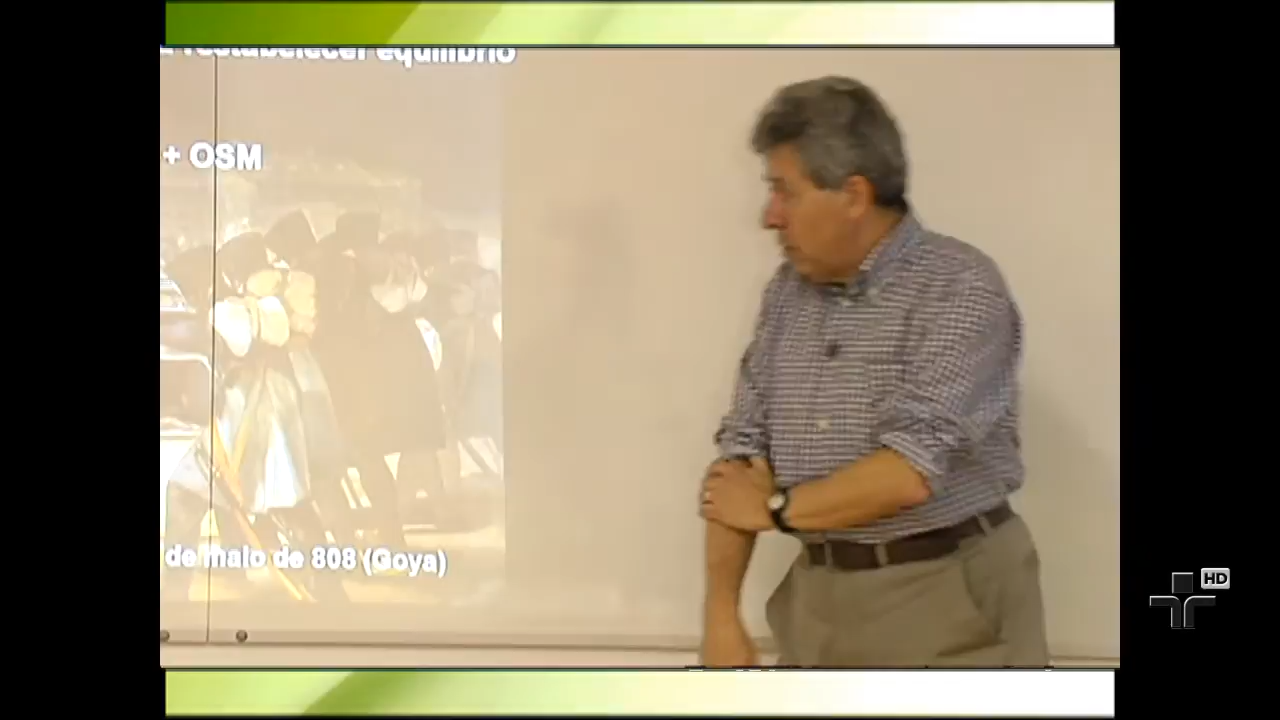 restabelecer equilíbrio
+ OSM
de maio de 808 (Goya)
HD